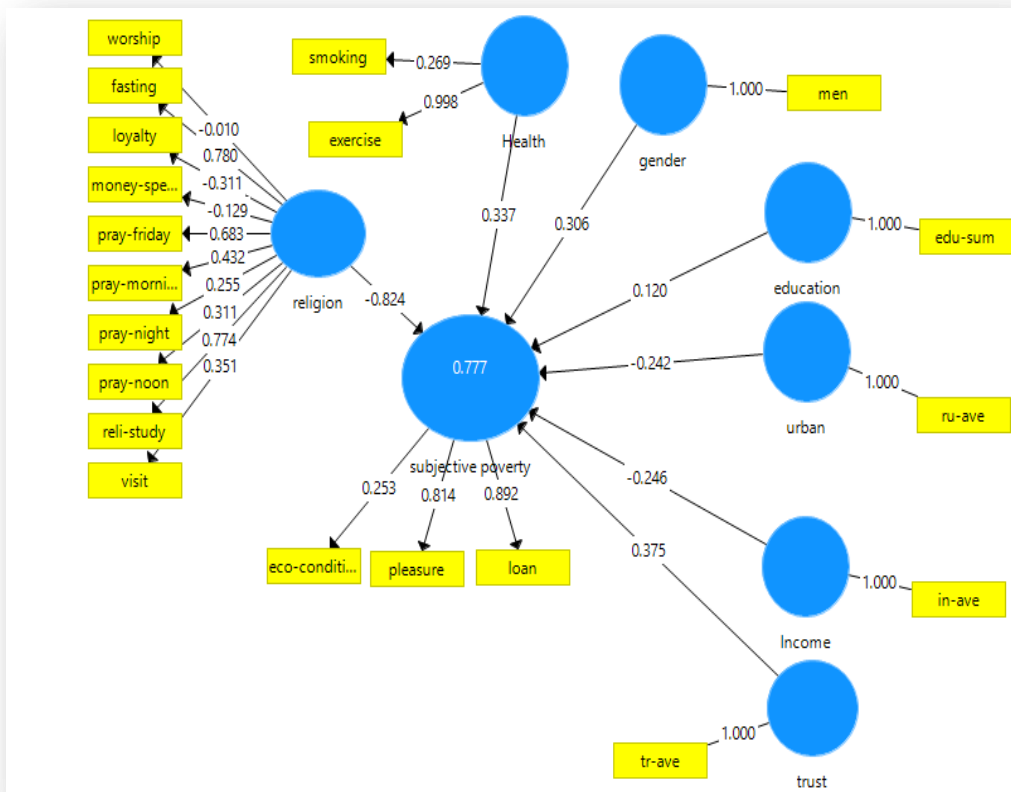 worship
fasting
loyalty
money-spe...
pray-friday
pray-morni...
pray-night
pray-noon
reli-study
visit
-0.010
0.780
-0.311
-0.129
0.683
0.432
0.255
0.311
0.774
0.351
religion
-0.824
smoking
exercise
0.269
0.998
Health
0.337
men
1.000
gender
0.306
edu-sum
1.000
education
0.120
ru-ave
1.000
urban
-0.242
in-ave
1.000
Income
-0.246
tr-ave
1.000
trust
0.375
0.777
subjective poverty
0.253
0.814
0.892
eco-conditi...
pleasure
loan